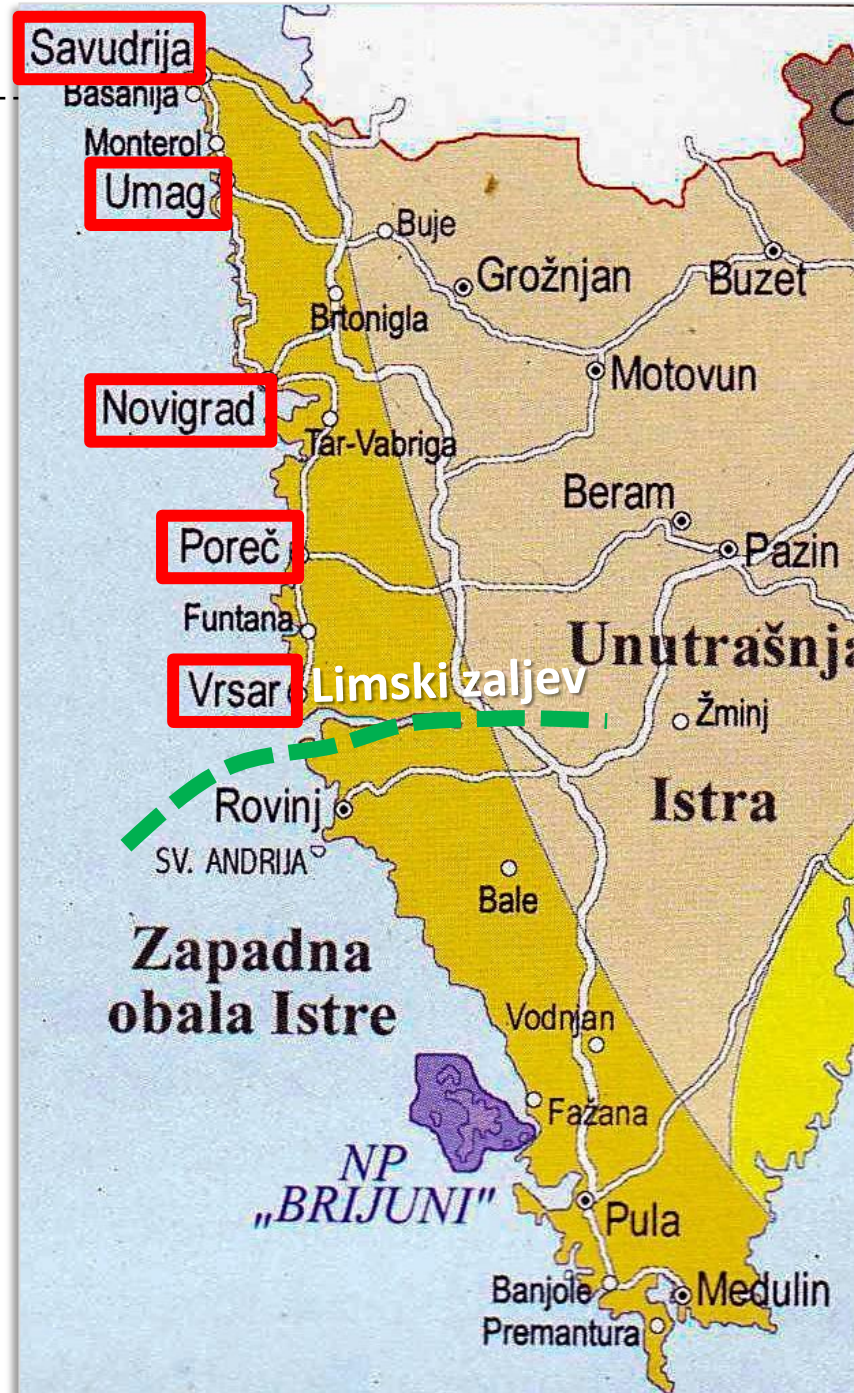 Savudrija
Basanija
Monterol
Umag
Buje
Grožnjan
Buzet
Brtonigla
Motovun
Novigrad
Tar-Vabriga
Beram
Poreč
Pazin
Funtana
Unutrašnja
Vrsar
Limski zaljev
Žminj
Istra
Rovinj
SV. ANDRIJA
Bale
Zapadna
obala Istre
Vodnjan
Fažana
NP
„BRIJUNI"
Pula
Banjole
Medulin
Premantura